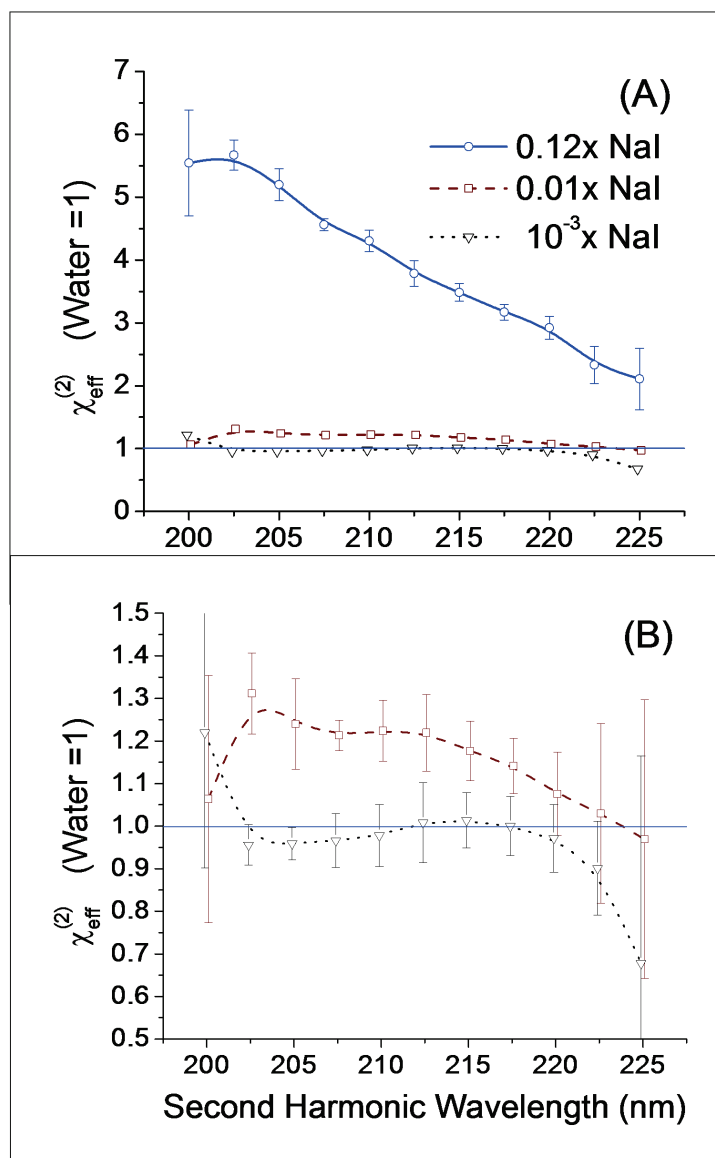 7
6
5
4
3
2
1
0
χ(2)eff (Water =1)
(A)
0.12x NaI
0.01x NaI
10-3x NaI
200 205 210 215 220 225
1.5
1.4
1.3
1.2
1.1
1.0
0.9
0.8
0.7
0.6
0.5
χ(2)eff (Water =1)
(B)
200 205 210 215 220 225
Second Harmonic Wavelength (nm)